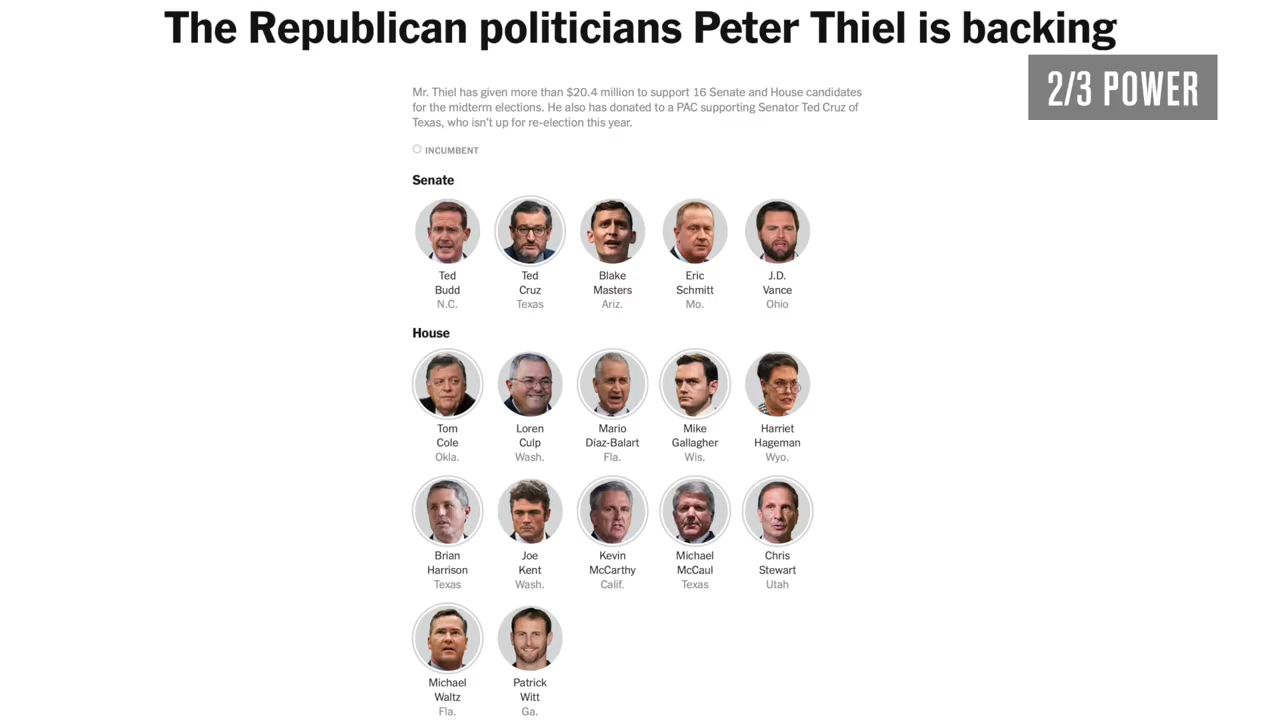 The Republican politicians Peter Thiel is backing
2/3 POWER
Mr. Thiel has given more than $20.4 million to support 16 Senate and House candidates
for the midterm elections. He also has donated to a PAC supporting Senator Ted Cruz of
Texas, who isn't up for re-election this year.
INCUMBENT
Senate
Ted
Budd
N.C.
Ted
Cruz
Texas
Blake
Masters
Ariz.
Eric
Schmitt
Mo.
J.D.
Vance
Ohio
House
Tom
Cole
Okla.
Loren
Culp
Wash.
Mario
Díaz-Balart
Fla.
Mike
Gallagher
Wis.
Harriet
Hageman
Wyo.
Brian
Harrison
Texas
Joe
Kent
Wash.
Kevin
McCarthy
Calif.
Michael
McCaul
Texas
Chris
Stewart
Utah
Michael
Waltz
Fla.
Patrick
Witt
Ga.